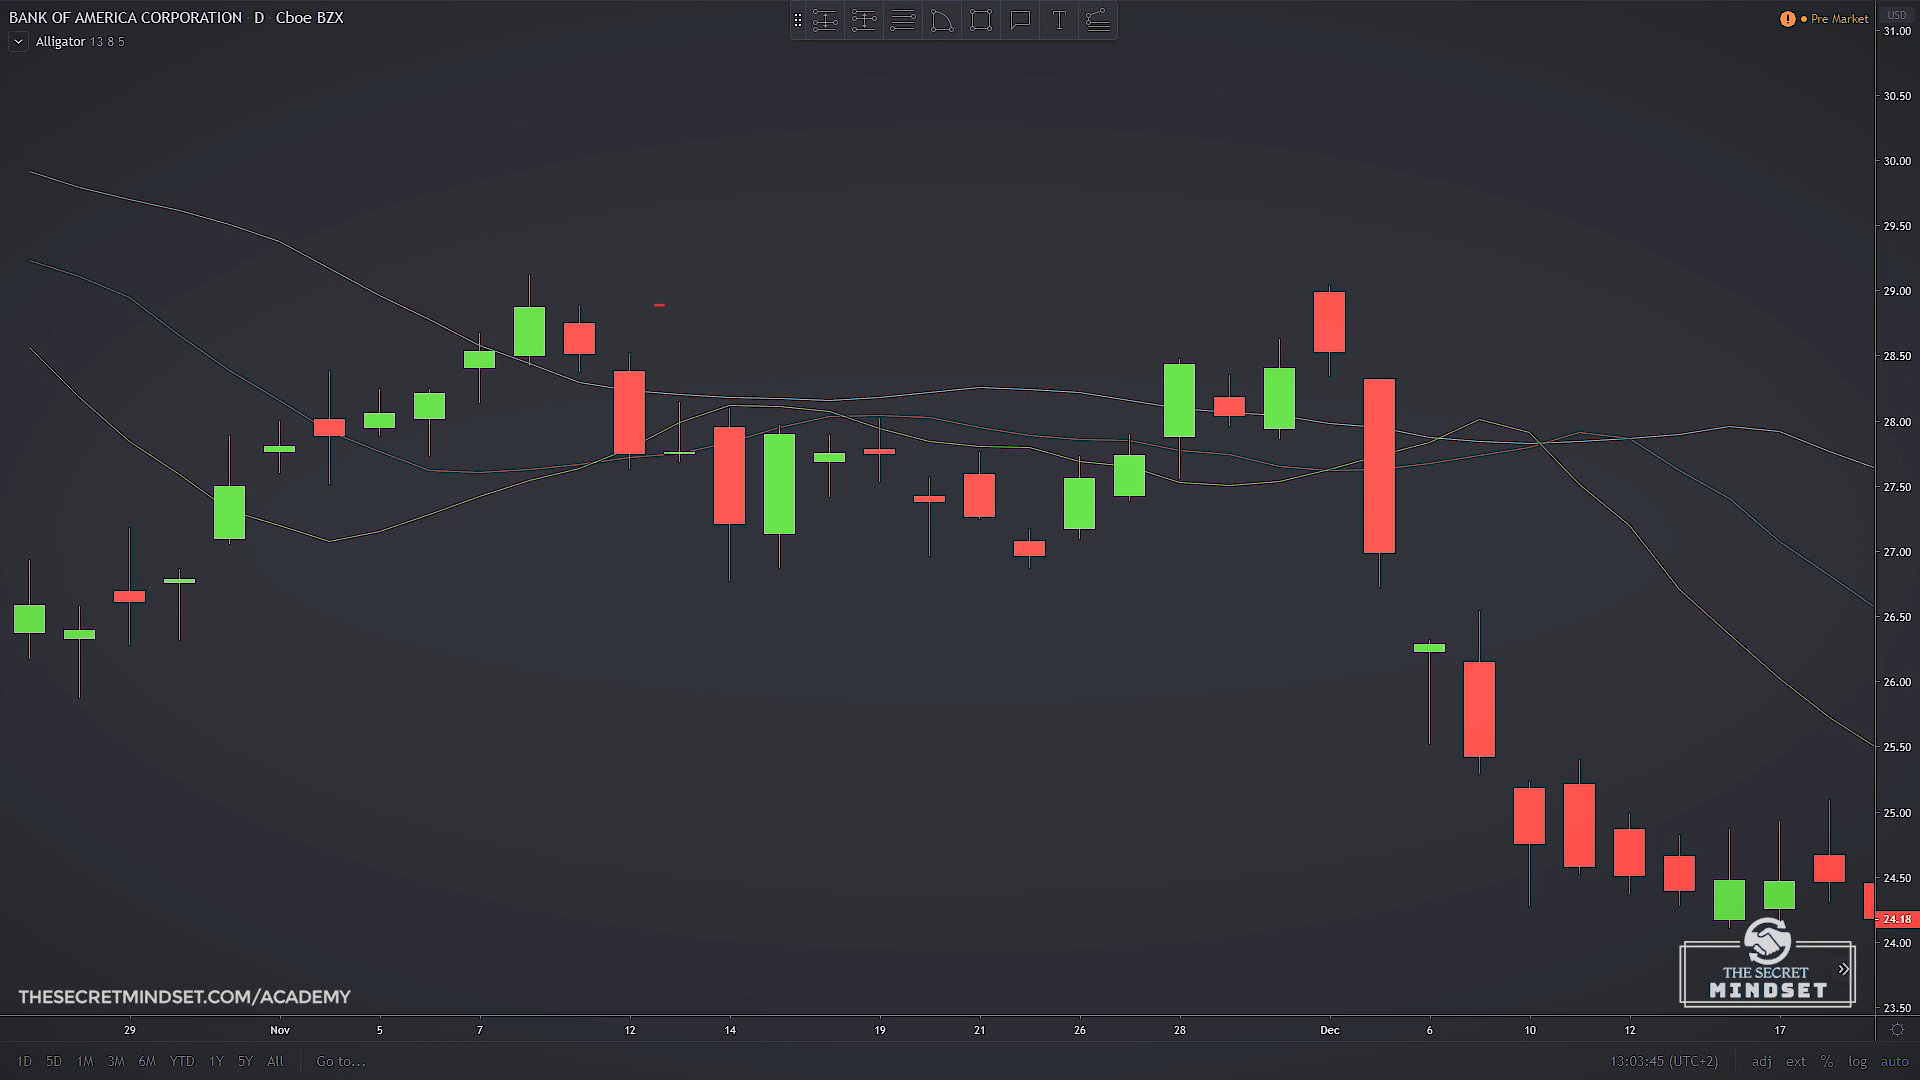 BANK OF AMERICA CORPORATION · D · Cboe BZX
Alligator 13 8 5
T
! Pre Market
USD
31.00
30.50
30.00
29.50
29.00
28.50
28.00
27.50
27.00
26.50
26.00
25.50
25.00
24.50
24.18
24.00
23.50
THE SECRET
MINDSET
THESECRETMINDSET.COM/ACADEMY
29 Nov 5 7 12 14 19 21 26 28 Dec 6 10 12 17
1D 5D 1M 3M 6M YTD 1Y 5Y All Go to... 13:03:45 (UTC+2) adj ext % log auto